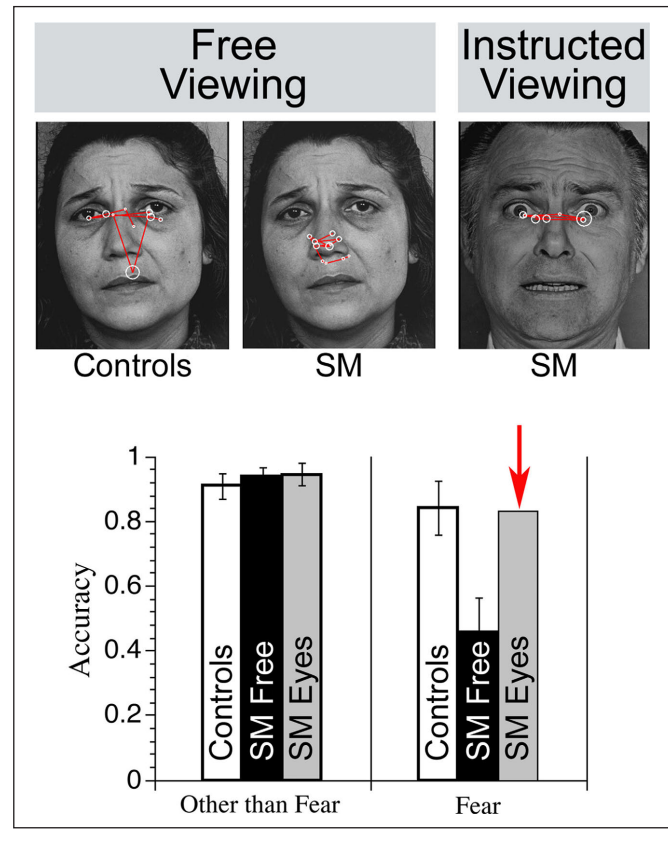 Free
Viewing
Instructed
Viewing
Controls
SM
SM
Accuracy
1
0.8
0.6
0.4
0.2
0
Controls
SM Free
SM Eyes
Controls
SM Free
SM Eyes
Other than Fear
Fear